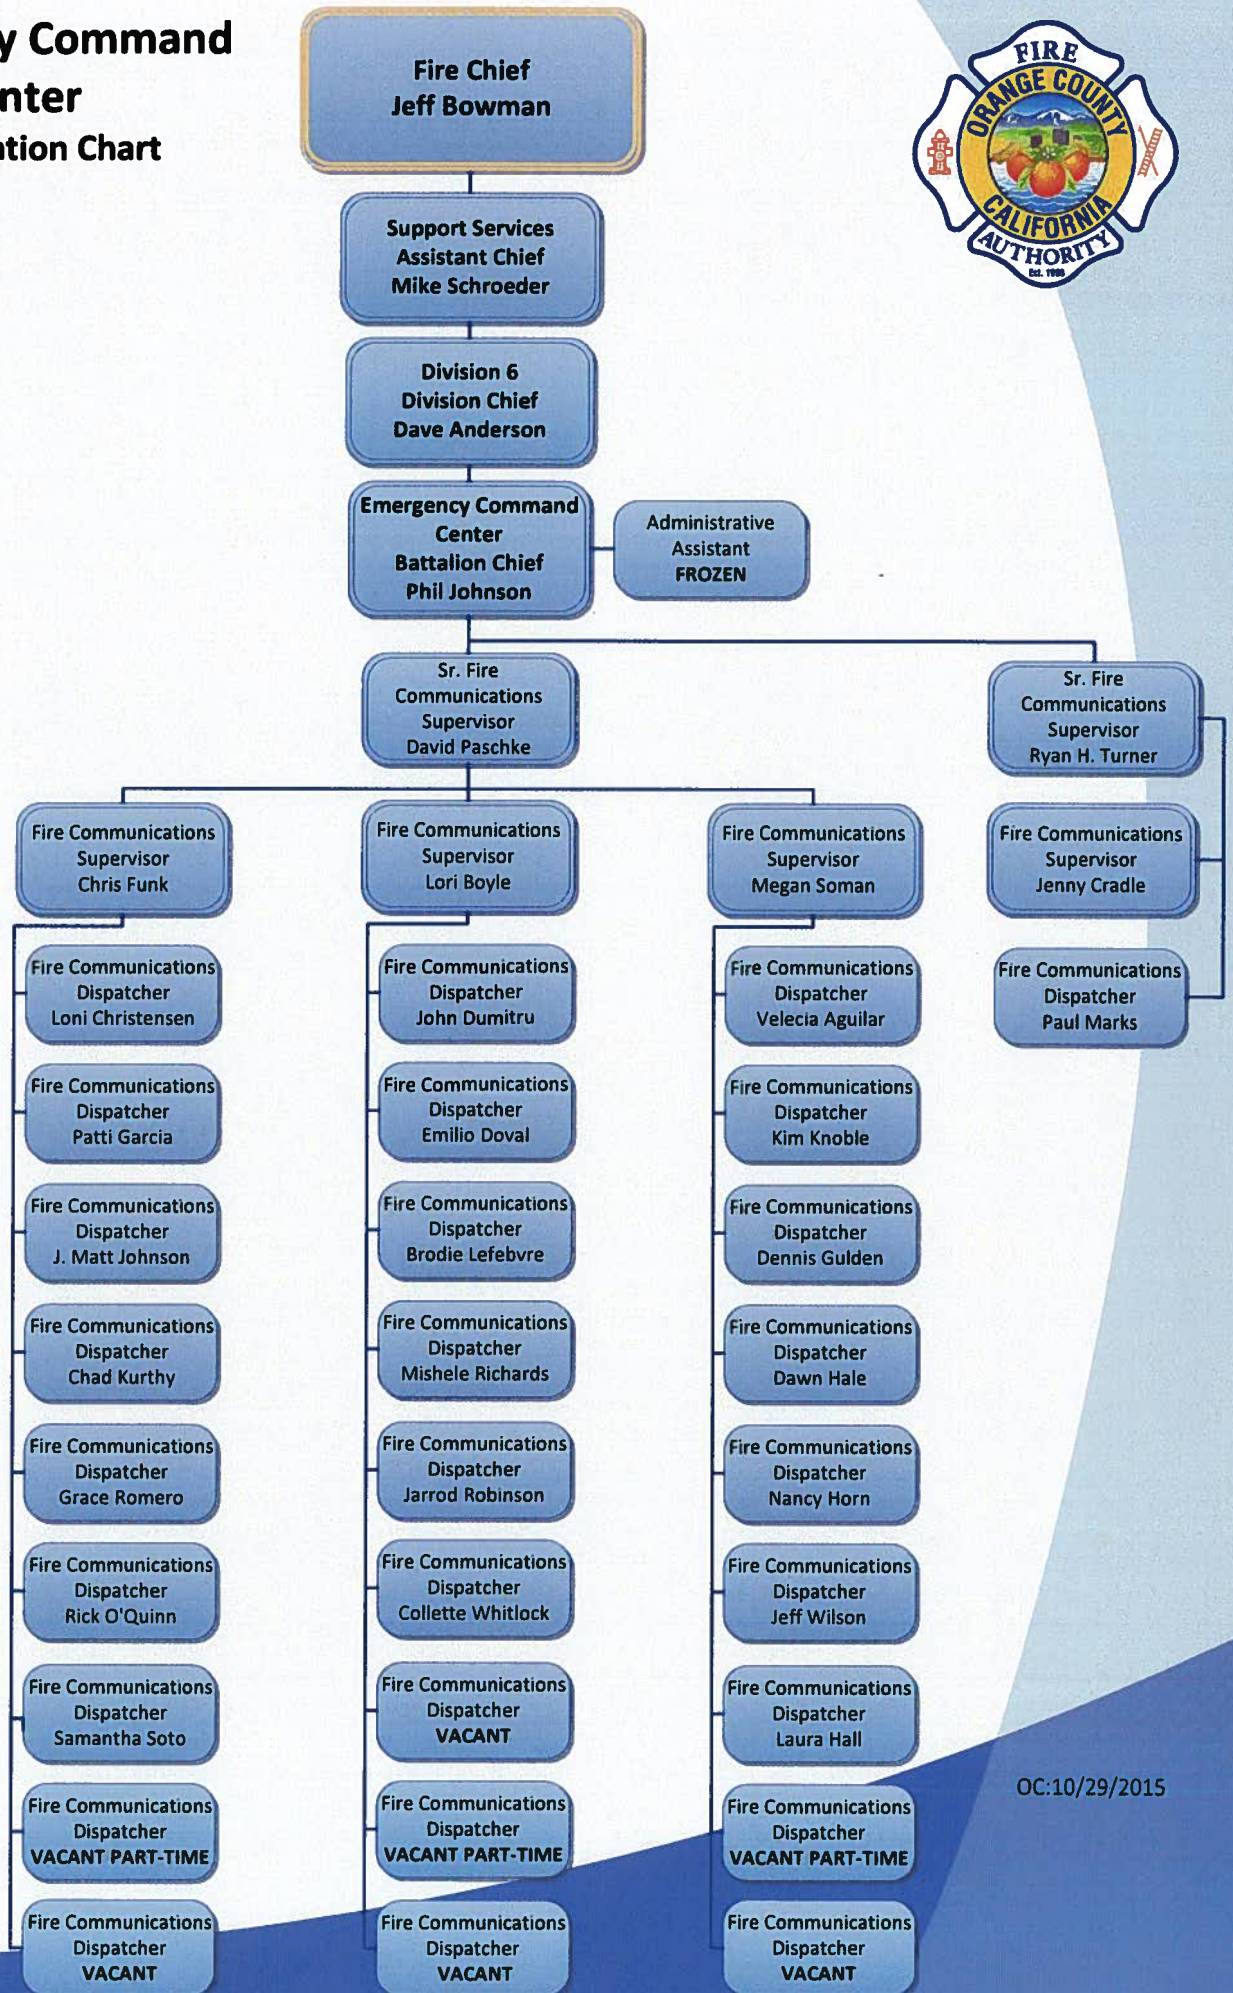 y Command
nter
ation Chart
Fire Chief
Jeff Bowman
FIRE
ORANGE COUNTY
CALIFORNIA
AUTHORITY
Support Services
Assistant Chief
Mike Schroeder
Division 6
Division Chief
Dave Anderson
Emergency Command
Center
Battalion Chief
Phil Johnson
Administrative
Assistant
FROZEN
Sr. Fire
Communications
Supervisor
David Paschke
Sr. Fire
Communications
Supervisor
Ryan H. Turner
Fire Communications
Supervisor
Chris Funk
Fire Communications
Supervisor
Lori Boyle
Fire Communications
Supervisor
Megan Soman
Fire Communications
Supervisor
Jenny Cradle
Fire Communications
Dispatcher
Loni Christensen
Fire Communications
Dispatcher
John Dumitru
Fire Communications
Dispatcher
Velecia Aguilar
Fire Communications
Dispatcher
Paul Marks
Fire Communications
Dispatcher
Patti Garcia
Fire Communications
Dispatcher
Emilio Doval
Fire Communications
Dispatcher
Kim Knoble
Fire Communications
Dispatcher
J. Matt Johnson
Fire Communications
Dispatcher
Brodie Lefebvre
Fire Communications
Dispatcher
Dennis Gulden
Fire Communications
Dispatcher
Chad Kurthy
Fire Communications
Dispatcher
Mishele Richards
Fire Communications
Dispatcher
Dawn Hale
Fire Communications
Dispatcher
Grace Romero
Fire Communications
Dispatcher
Jarrod Robinson
Fire Communications
Dispatcher
Nancy Horn
Fire Communications
Dispatcher
Rick O'Quinn
Fire Communications
Dispatcher
Collette Whitlock
Fire Communications
Dispatcher
Jeff Wilson
Fire Communications
Dispatcher
Samantha Soto
Fire Communications
Dispatcher
VACANT
Fire Communications
Dispatcher
Laura Hall
OC:10/29/2015
Fire Communications
Dispatcher
VACANT PART-TIME
Fire Communications
Dispatcher
VACANT PART-TIME
Fire Communications
Dispatcher
VACANT PART-TIME
Fire Communications
Dispatcher
VACANT
Fire Communications
Dispatcher
VACANT
Fire Communications
Dispatcher
VACANT